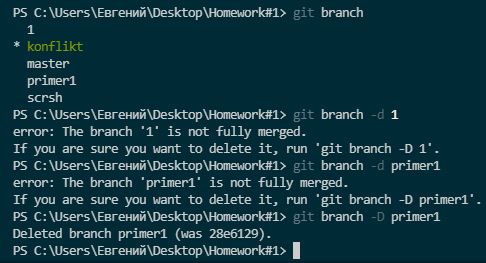 PS C:\Users\Евгений\Desktop\Homework#1> git branch
  1
* konflikt
  master
  primer1
  scrsh
PS C:\Users\Евгений\Desktop\Homework#1> git branch -d 1
error: The branch '1' is not fully merged.
If you are sure you want to delete it, run 'git branch -D 1'.
PS C:\Users\Евгений\Desktop\Homework#1> git branch -d primer1
error: The branch 'primer1' is not fully merged.
If you are sure you want to delete it, run 'git branch -D primer1'.
PS C:\Users\Евгений\Desktop\Homework#1> git branch -D primer1
Deleted branch primer1 (was 28e6129).
PS C:\Users\Евгений\Desktop\Homework#1>